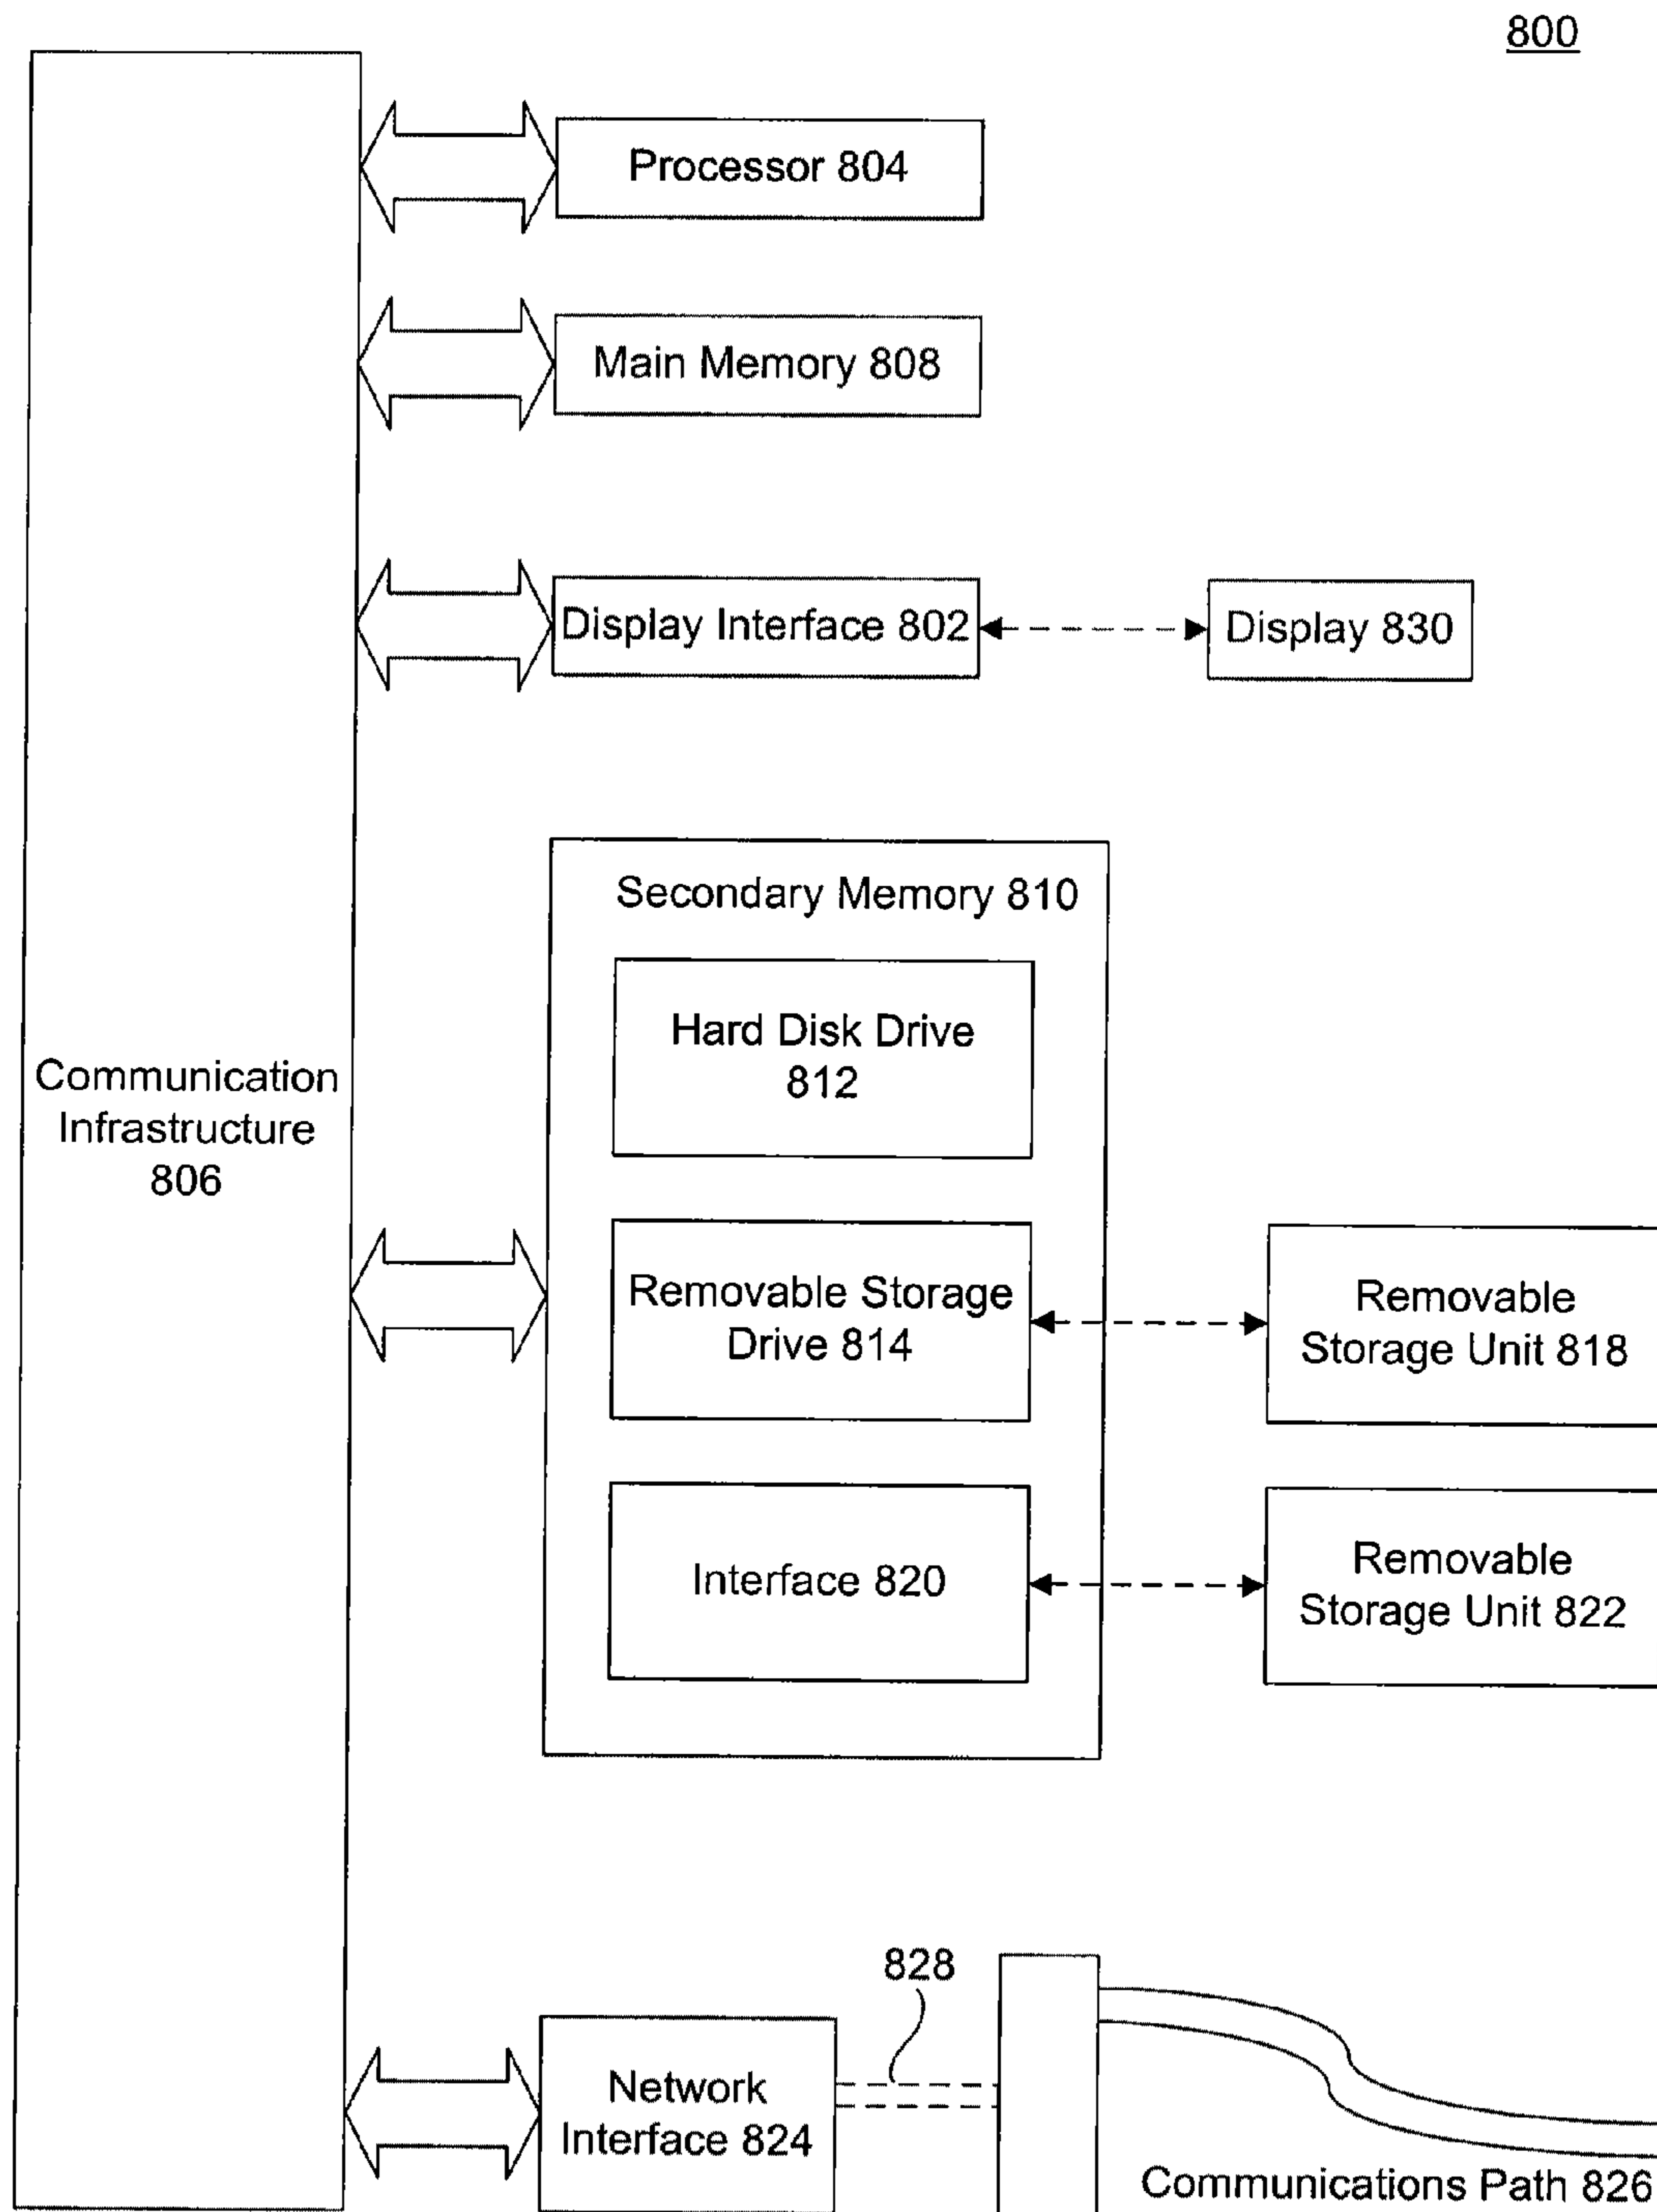 800
Processor 804
Main Memory 808
Display Interface 802
Display 830
Secondary Memory 810
Hard Disk Drive
812
Communication
Infrastructure
806
Removable Storage
Drive 814
Removable
Storage Unit 818
Interface 820
Removable
Storage Unit 822
828
Network
Interface 824
Communications Path 826